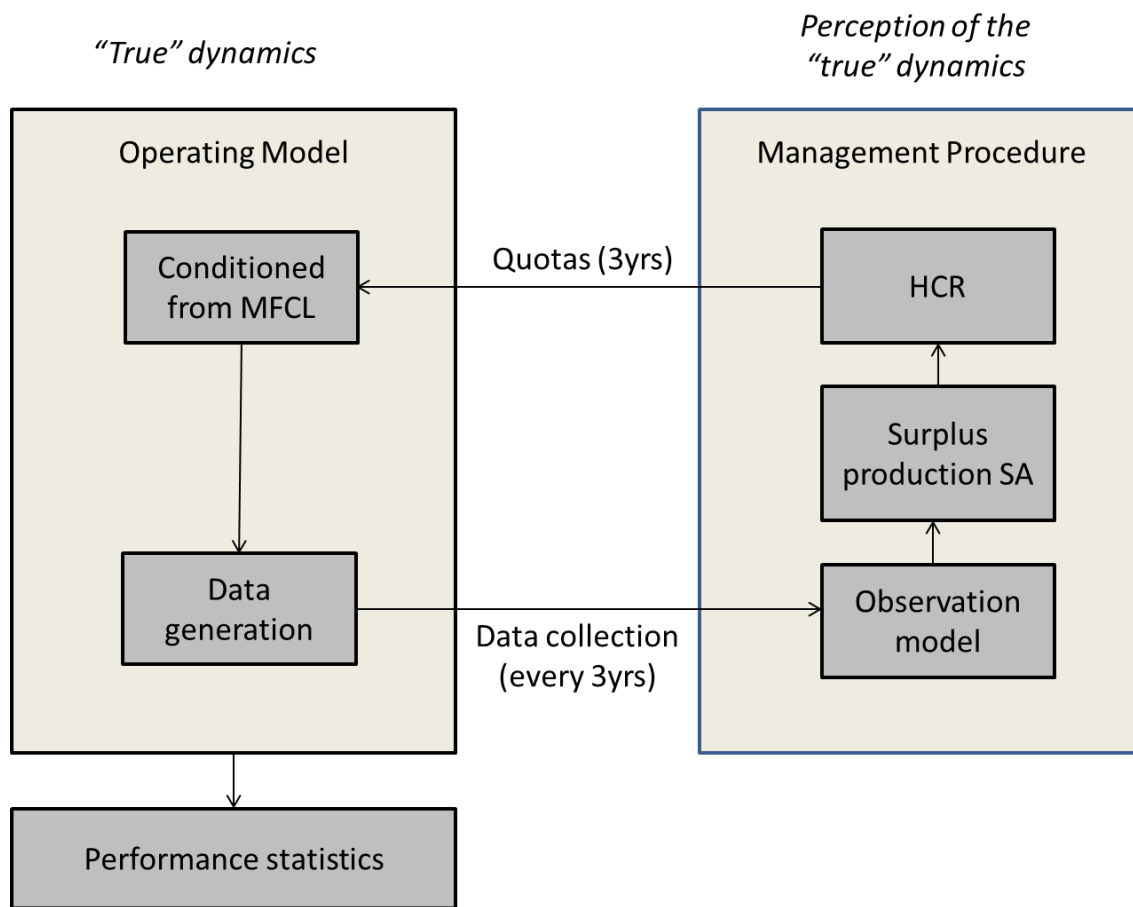 “True” dynamics
Perception of the
“true” dynamics
Operating Model
Management Procedure
Conditioned
from MFCL
Quotas (3yrs)
HCR
Surplus
production SA
Data
generation
Data collection
(every 3yrs)
Observation
model
Performance statistics